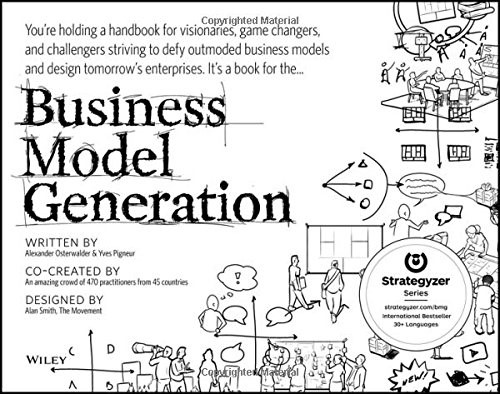 Copyrighted Material
You're holding a handbook for visionaries, game changers,
and challengers striving to defy outmoded business models
and design tomorrow's enterprises. It's a book for the...
Business
Model
Generation
WRITTEN BY
Alexander Osterwalder & Yves Pigneur
CO-CREATED BY
An amazing crowd of 470 practitioners from 45 countries
DESIGNED BY
Alan Smith, The Movement
Strategyzer
Series
strategyzer.com/bmg
International Bestseller
30+ Languages
WILEY
C
D
A
B
NEW!
Copyrighted Material